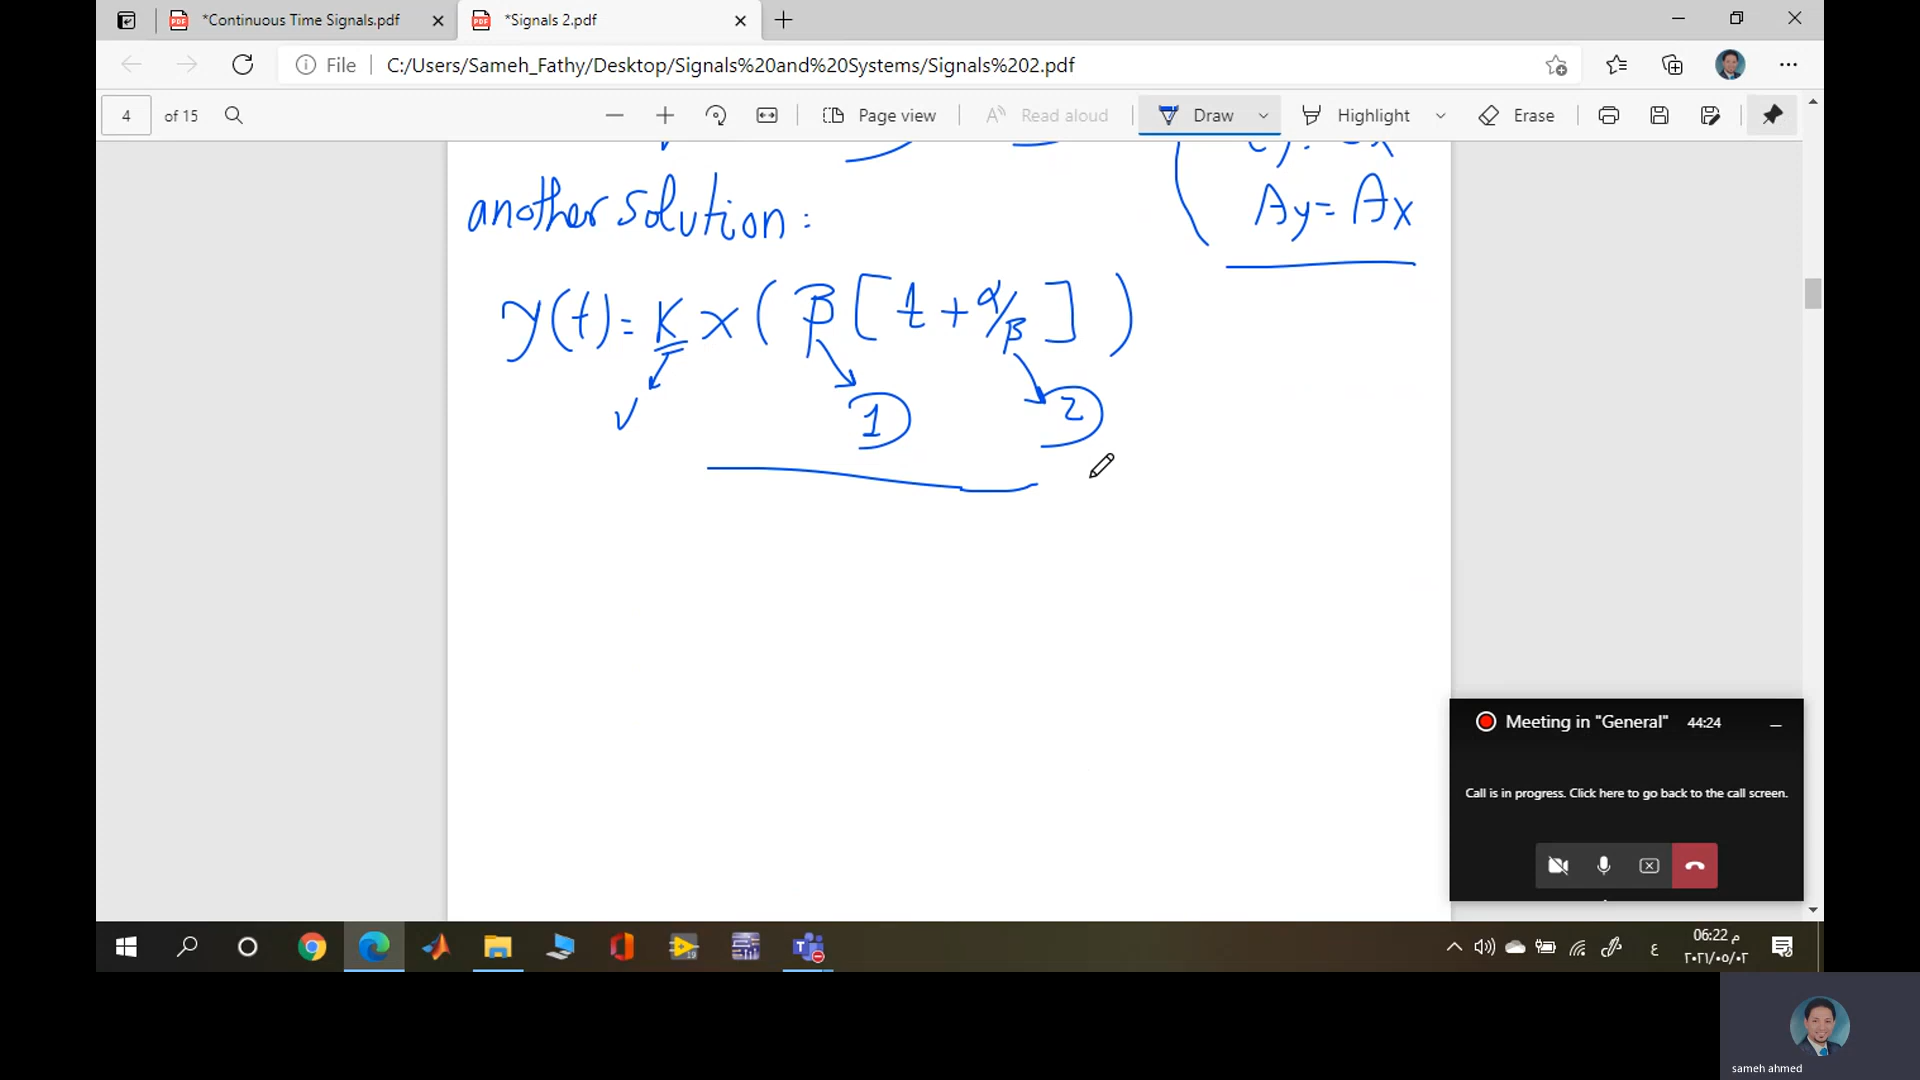 *Continuous Time Signals.pdf
*Signals 2.pdf
File
C:/Users/Sameh_Fathy/Desktop/Signals%20and%20Systems/Signals%202.pdf
4 of 15
Page view
Read aloud
Draw
Highlight
Erase
another solution:
Ay = Ax
y(t) = K x ( β [ t + α/β ] )
1
2
Meeting in "General" 44:24
Call is in progress. Click here to go back to the call screen.
ع
06:22 م
٢٠٢١/٠٥/٠٢
sameh ahmed